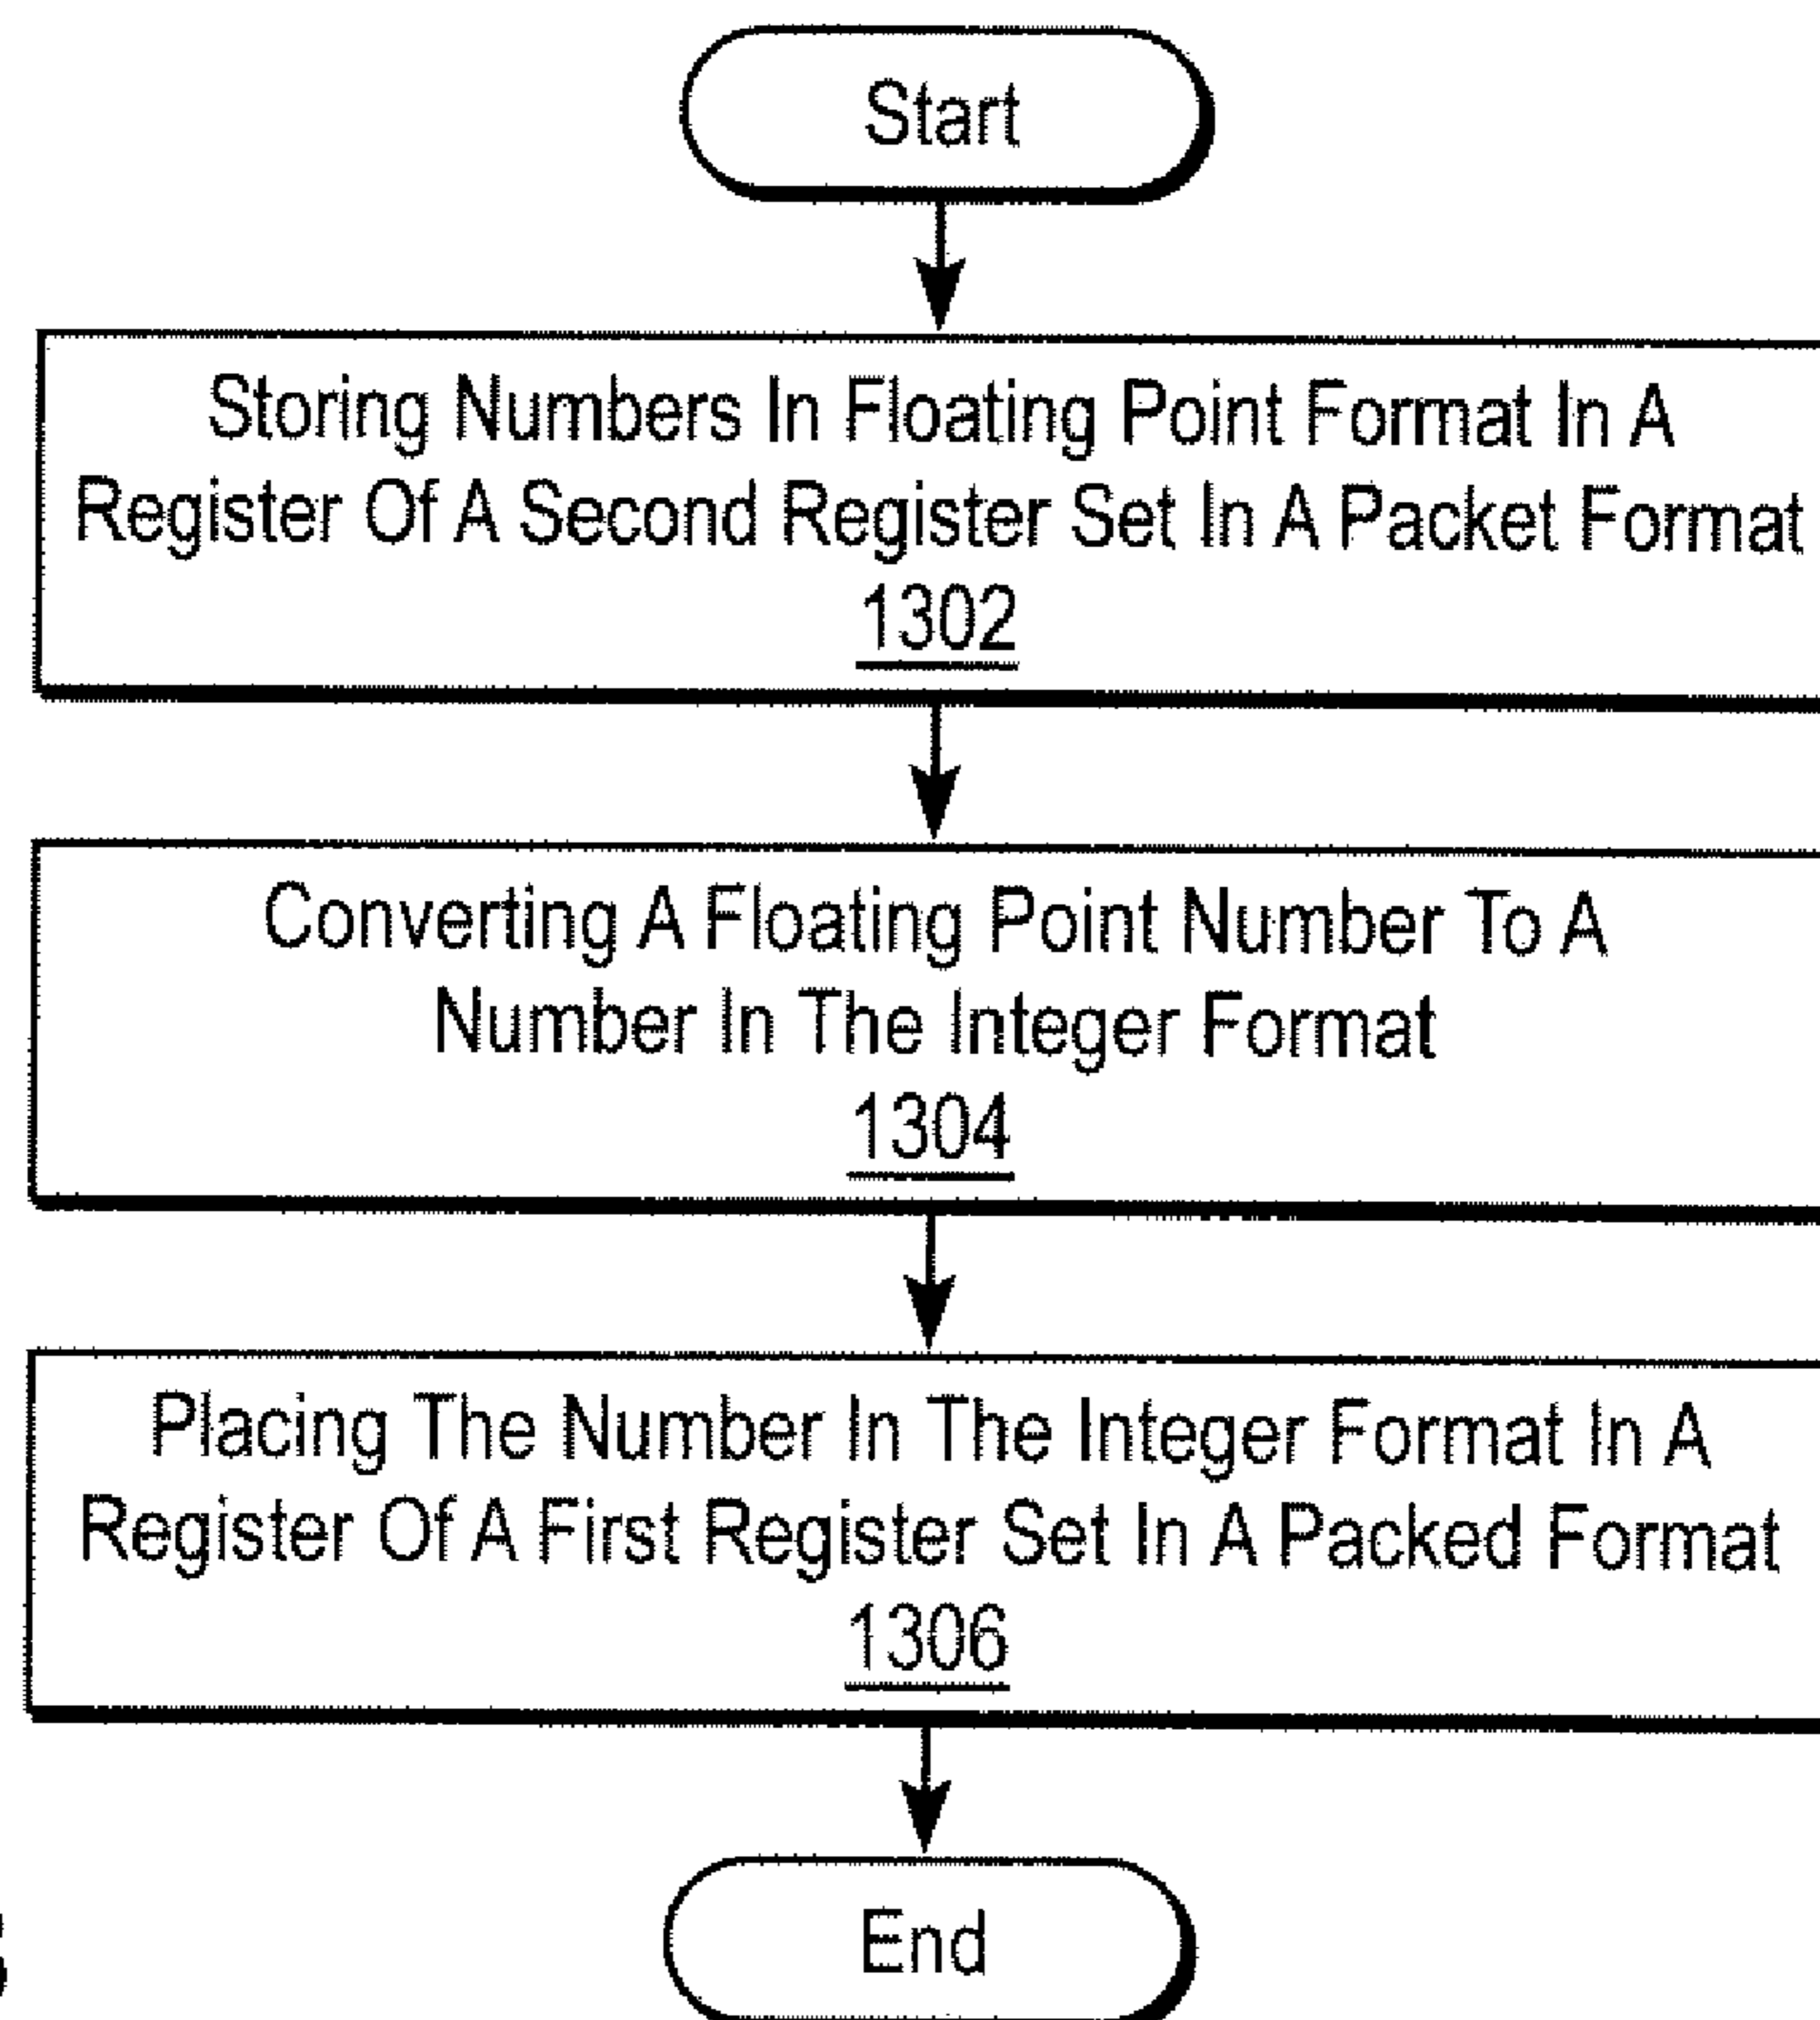 Start
Storing Numbers In Floating Point Format In A
Register Of A Second Register Set In A Packet Format
1302
Converting A Floating Point Number To A
Number In The Integer Format
1304
Placing The Number In The Integer Format In A
Register Of A First Register Set In A Packed Format
1306
End